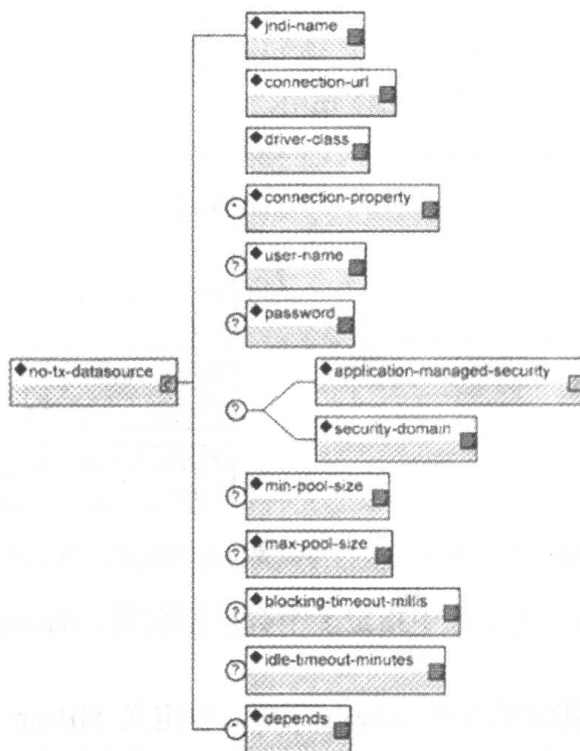 jndi-name
connection-url
driver-class
*
connection-property
?
user-name
?
password
no-tx-datasource
?
application-managed-security
security-domain
?
min-pool-size
?
max-pool-size
?
blocking-timeout-millis
?
idle-timeout-minutes
*
depends